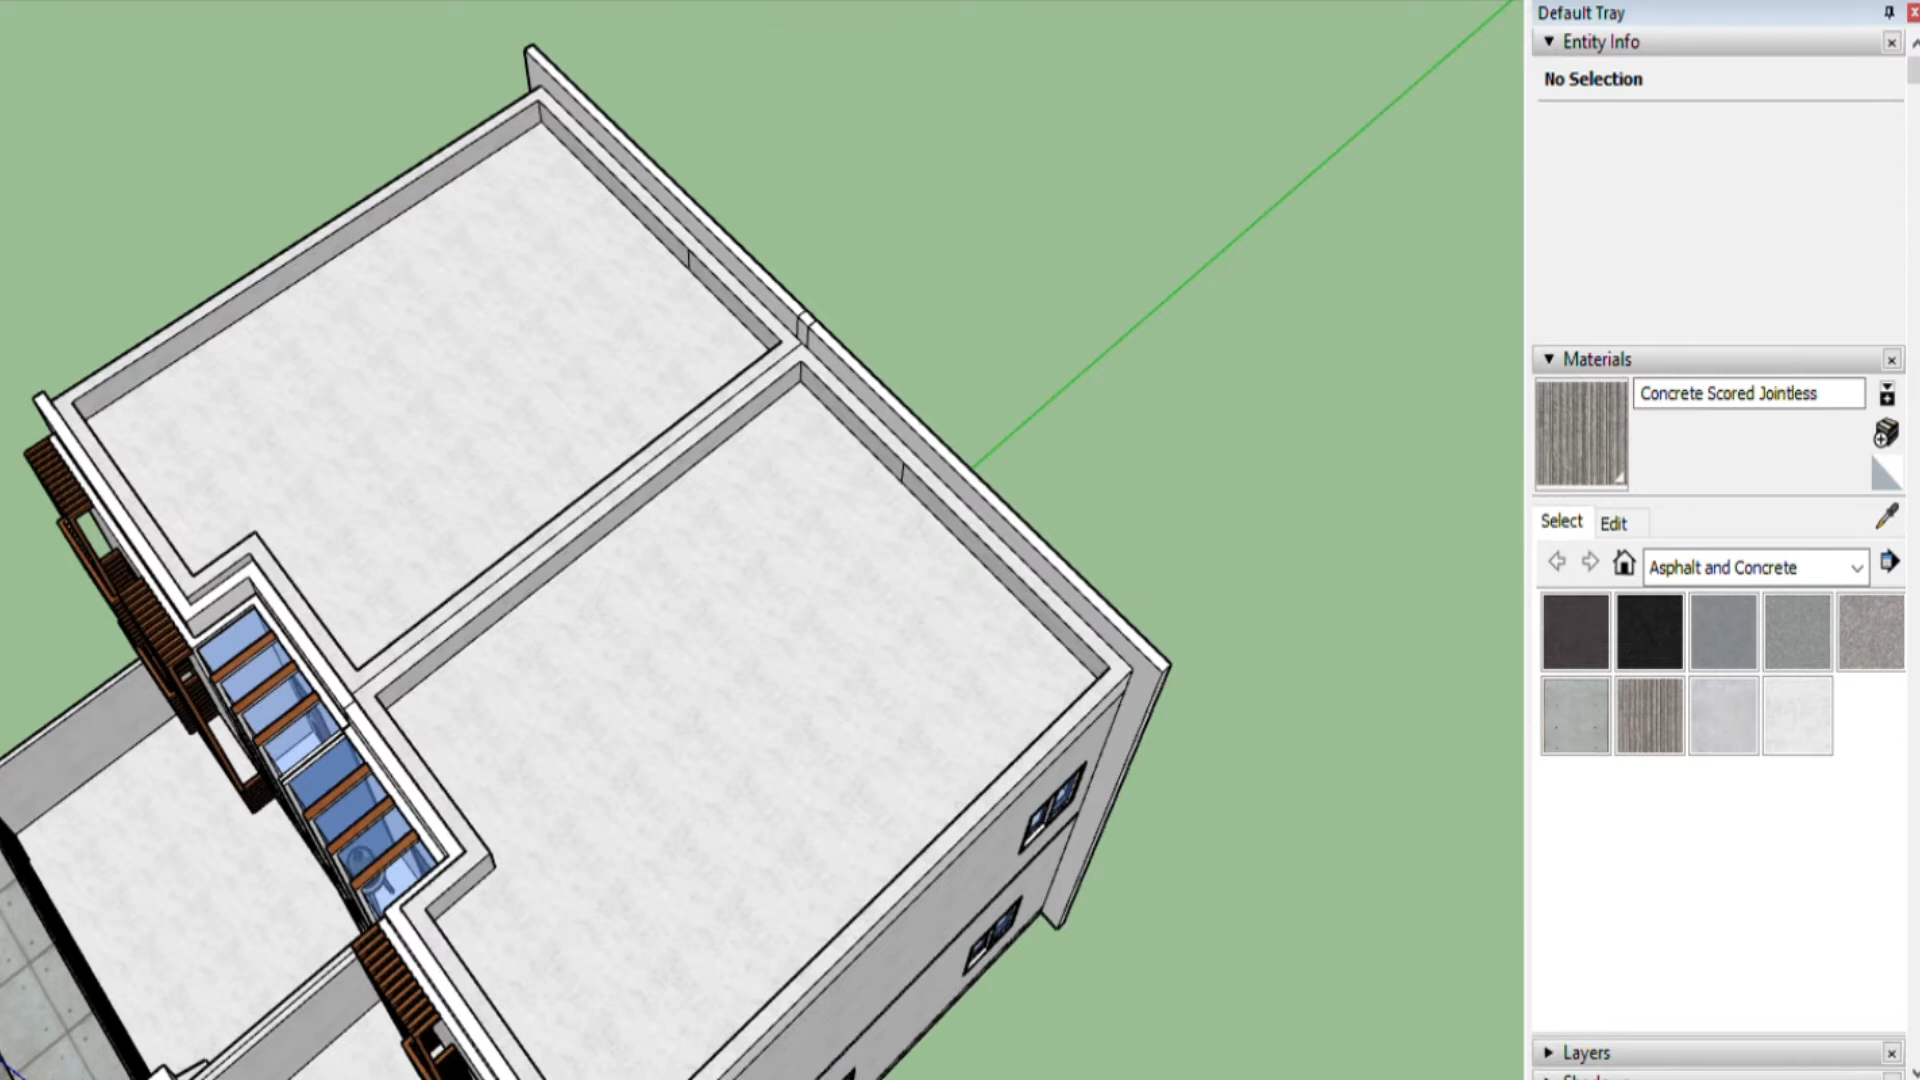 Default Tray
Entity Info
No Selection
Materials
Concrete Scored Jointless
Select
Edit
Asphalt and Concrete
Layers